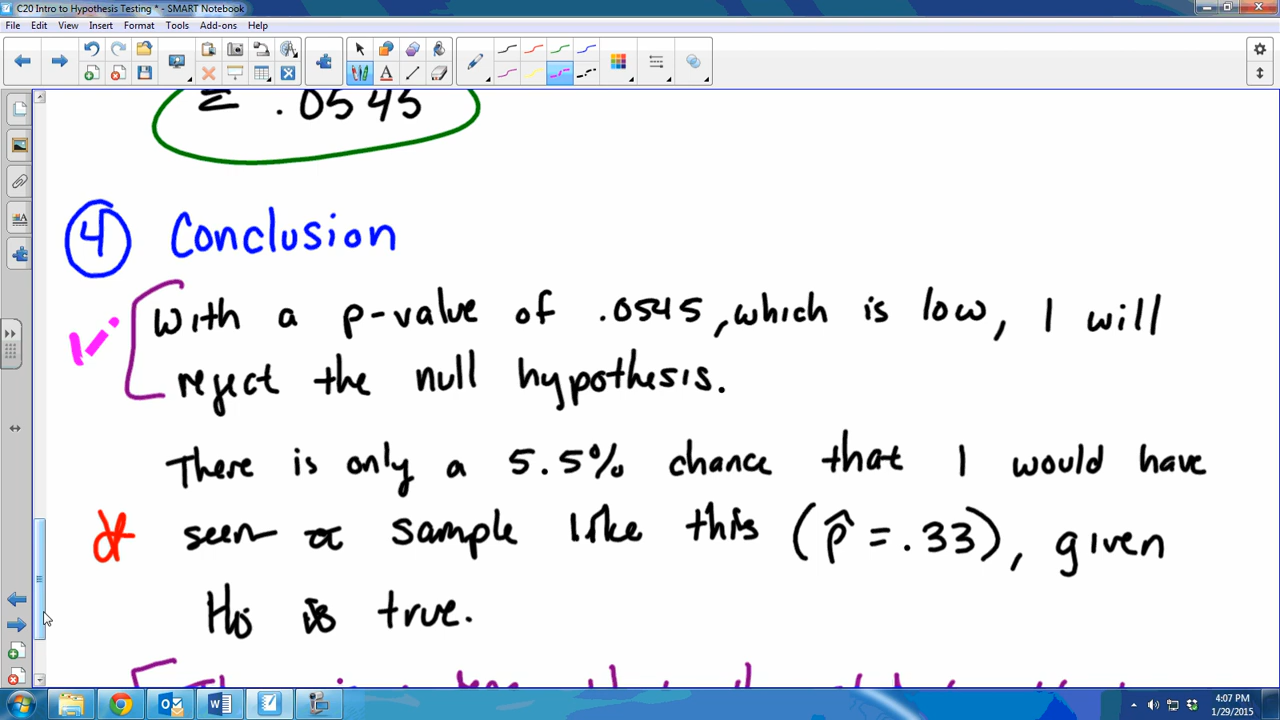 C20 Intro to Hypothesis Testing * - SMART Notebook
File Edit View Insert Format Tools Add-ons Help
= .0545
4 Conclusion
With a p-value of .0545, which is low, I will
reject the null hypothesis.
There is only a 5.5% chance that I would have
seen a sample like this (p̂ = .33), given
Ho is true.
4:07 PM
1/29/2015